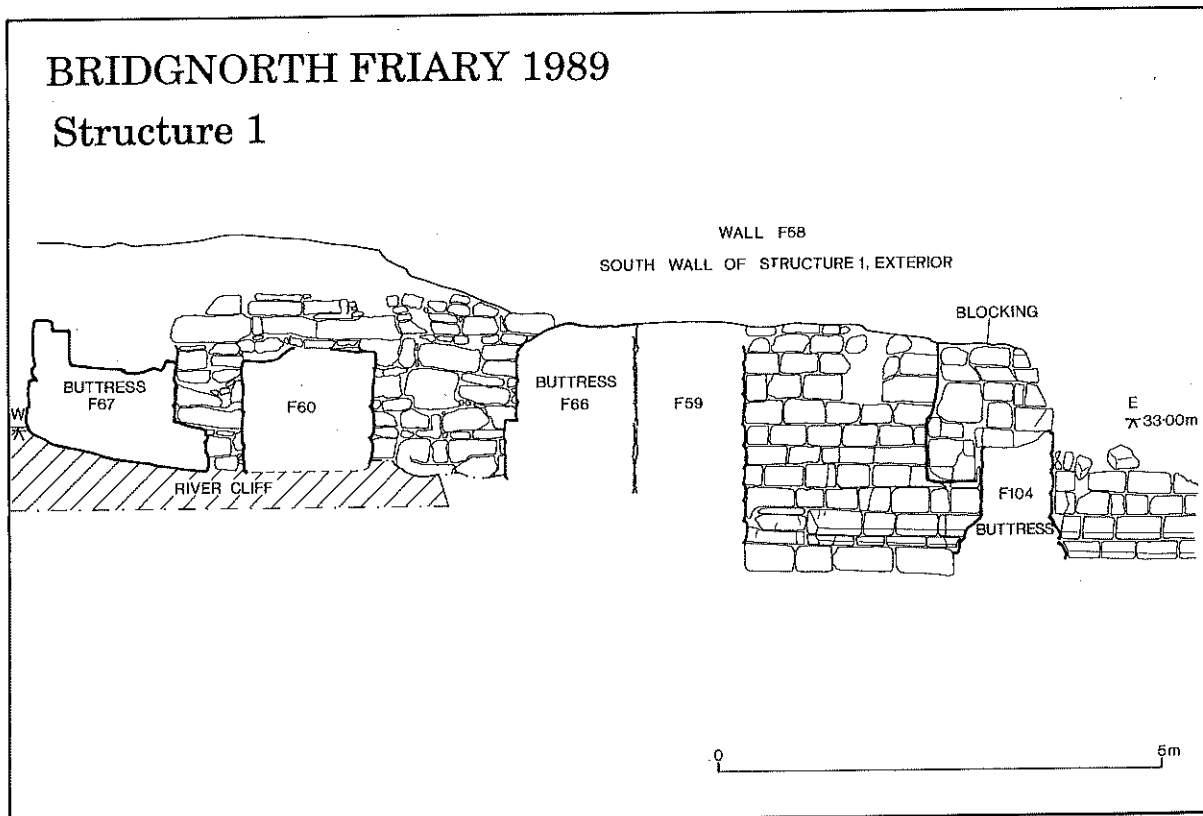 BRIDGNORTH FRIARY 1989
Structure 1
WALL F58
SOUTH WALL OF STRUCTURE 1, EXTERIOR
BLOCKING
BUTTRESS
F67
F60
BUTTRESS
F66
F59
W
E
33·00m
F104
BUTTRESS
RIVER CLIFF
0
5m